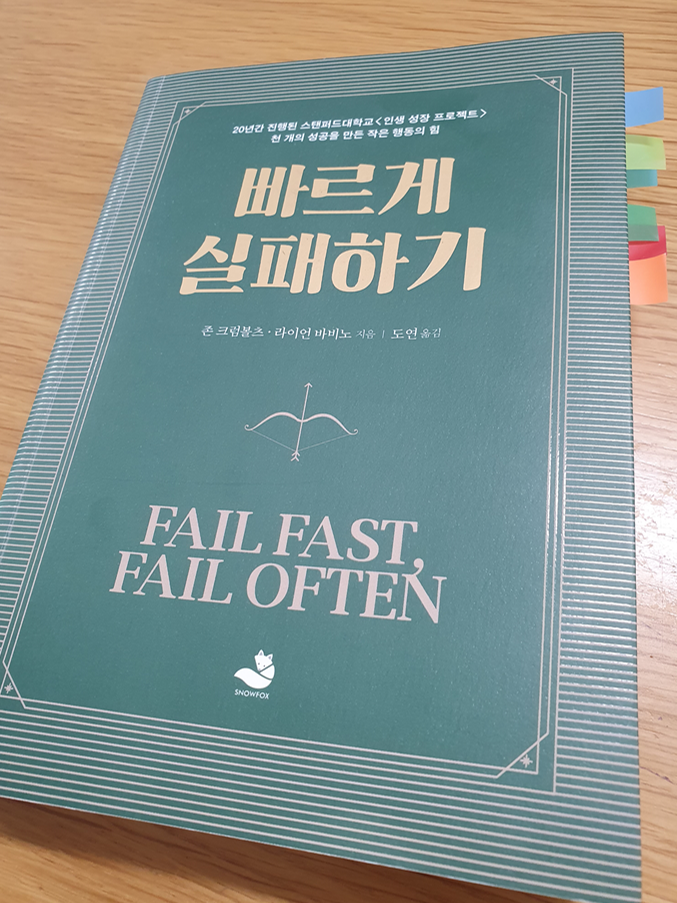 20년간 진행된 스탠퍼드대학교 <인생 성장 프로젝트>
천 개의 성공을 만든 작은 행동의 힘
빠르게
실패하기
존 크럼볼츠 · 라이언 바비노 지음 | 도연 옮김
FAIL FAST,
FAIL OFTEN
SNOWFOX